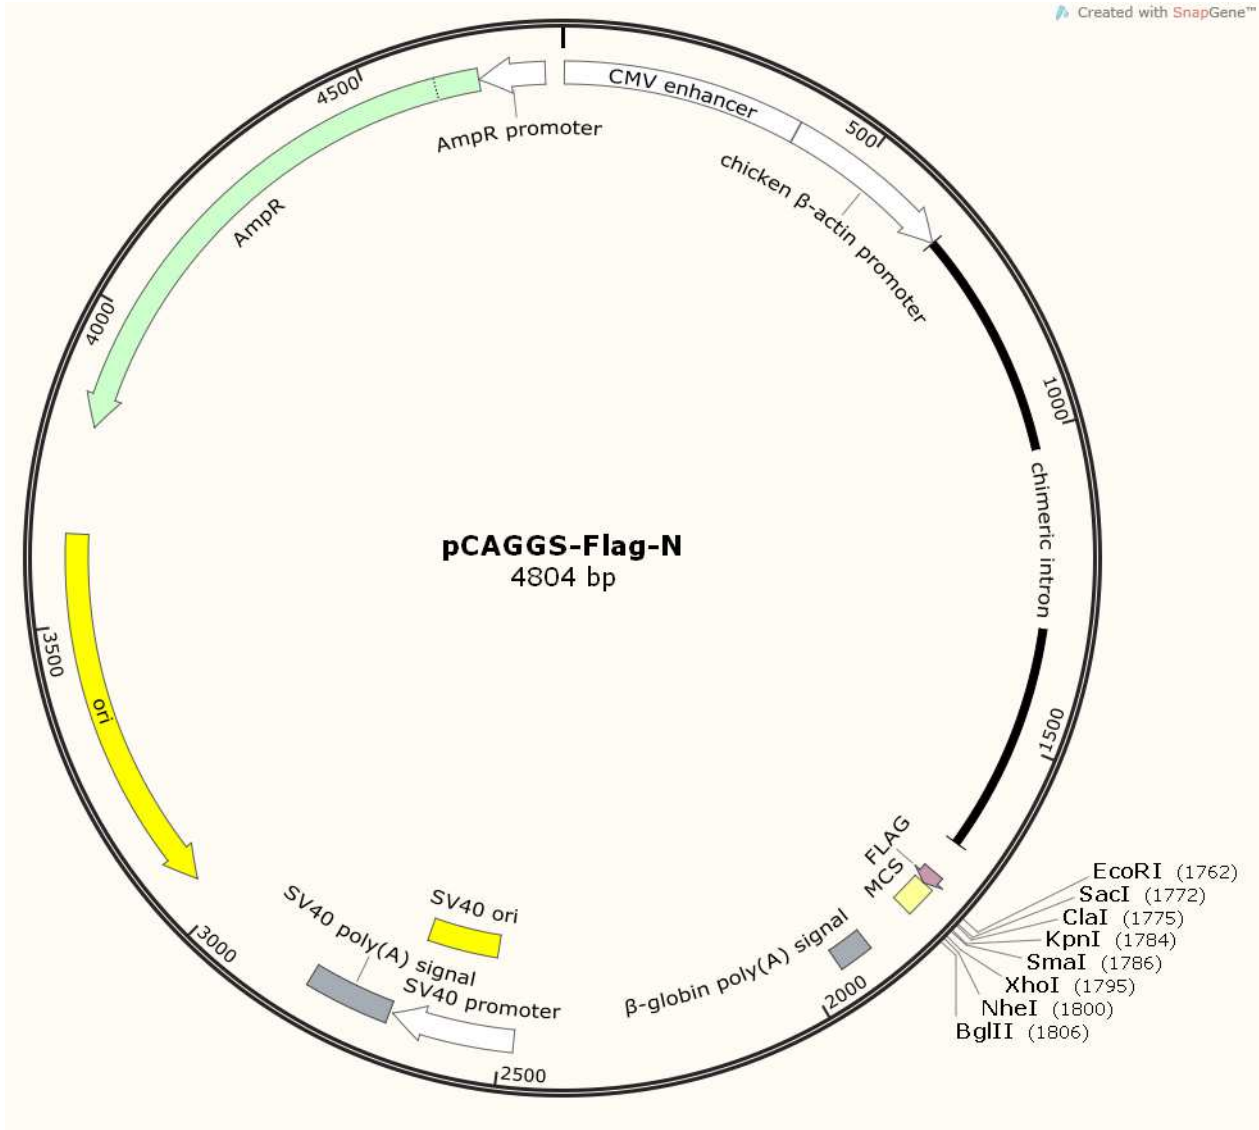 Created with SnapGene™
CMV enhancer
500
chicken β-actin promoter
1000
chimeric intron
1500
FLAG
MCS
EcoRI (1762)
SacI (1772)
ClaI (1775)
KpnI (1784)
SmaI (1786)
XhoI (1795)
NheI (1800)
BglII (1806)
2000
β-globin poly(A) signal
2500
SV40 promoter
SV40 ori
SV40 poly(A) signal
3000
ori
3500
4000
AmpR
4500
AmpR promoter
pCAGGS-Flag-N
4804 bp